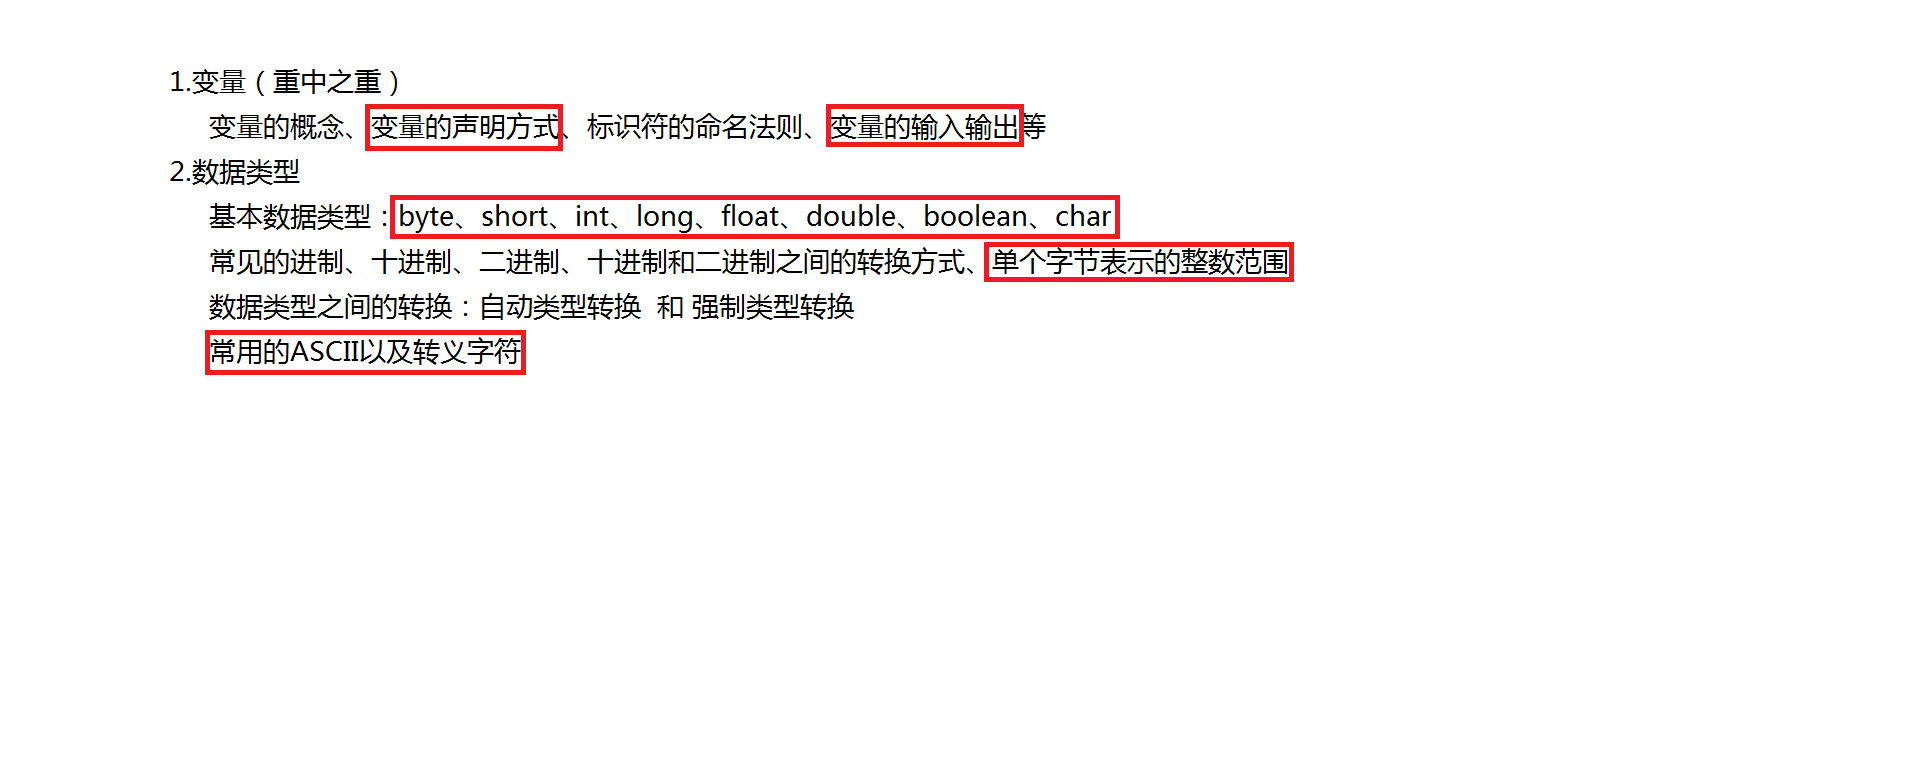 1.变量（重中之重）
变量的概念、变量的声明方式、标识符的命名法则、变量的输入输出等
2.数据类型
基本数据类型：byte、short、int、long、float、double、boolean、char
常见的进制、十进制、二进制、十进制和二进制之间的转换方式、单个字节表示的整数范围
数据类型之间的转换：自动类型转换 和 强制类型转换
常用的ASCII以及转义字符